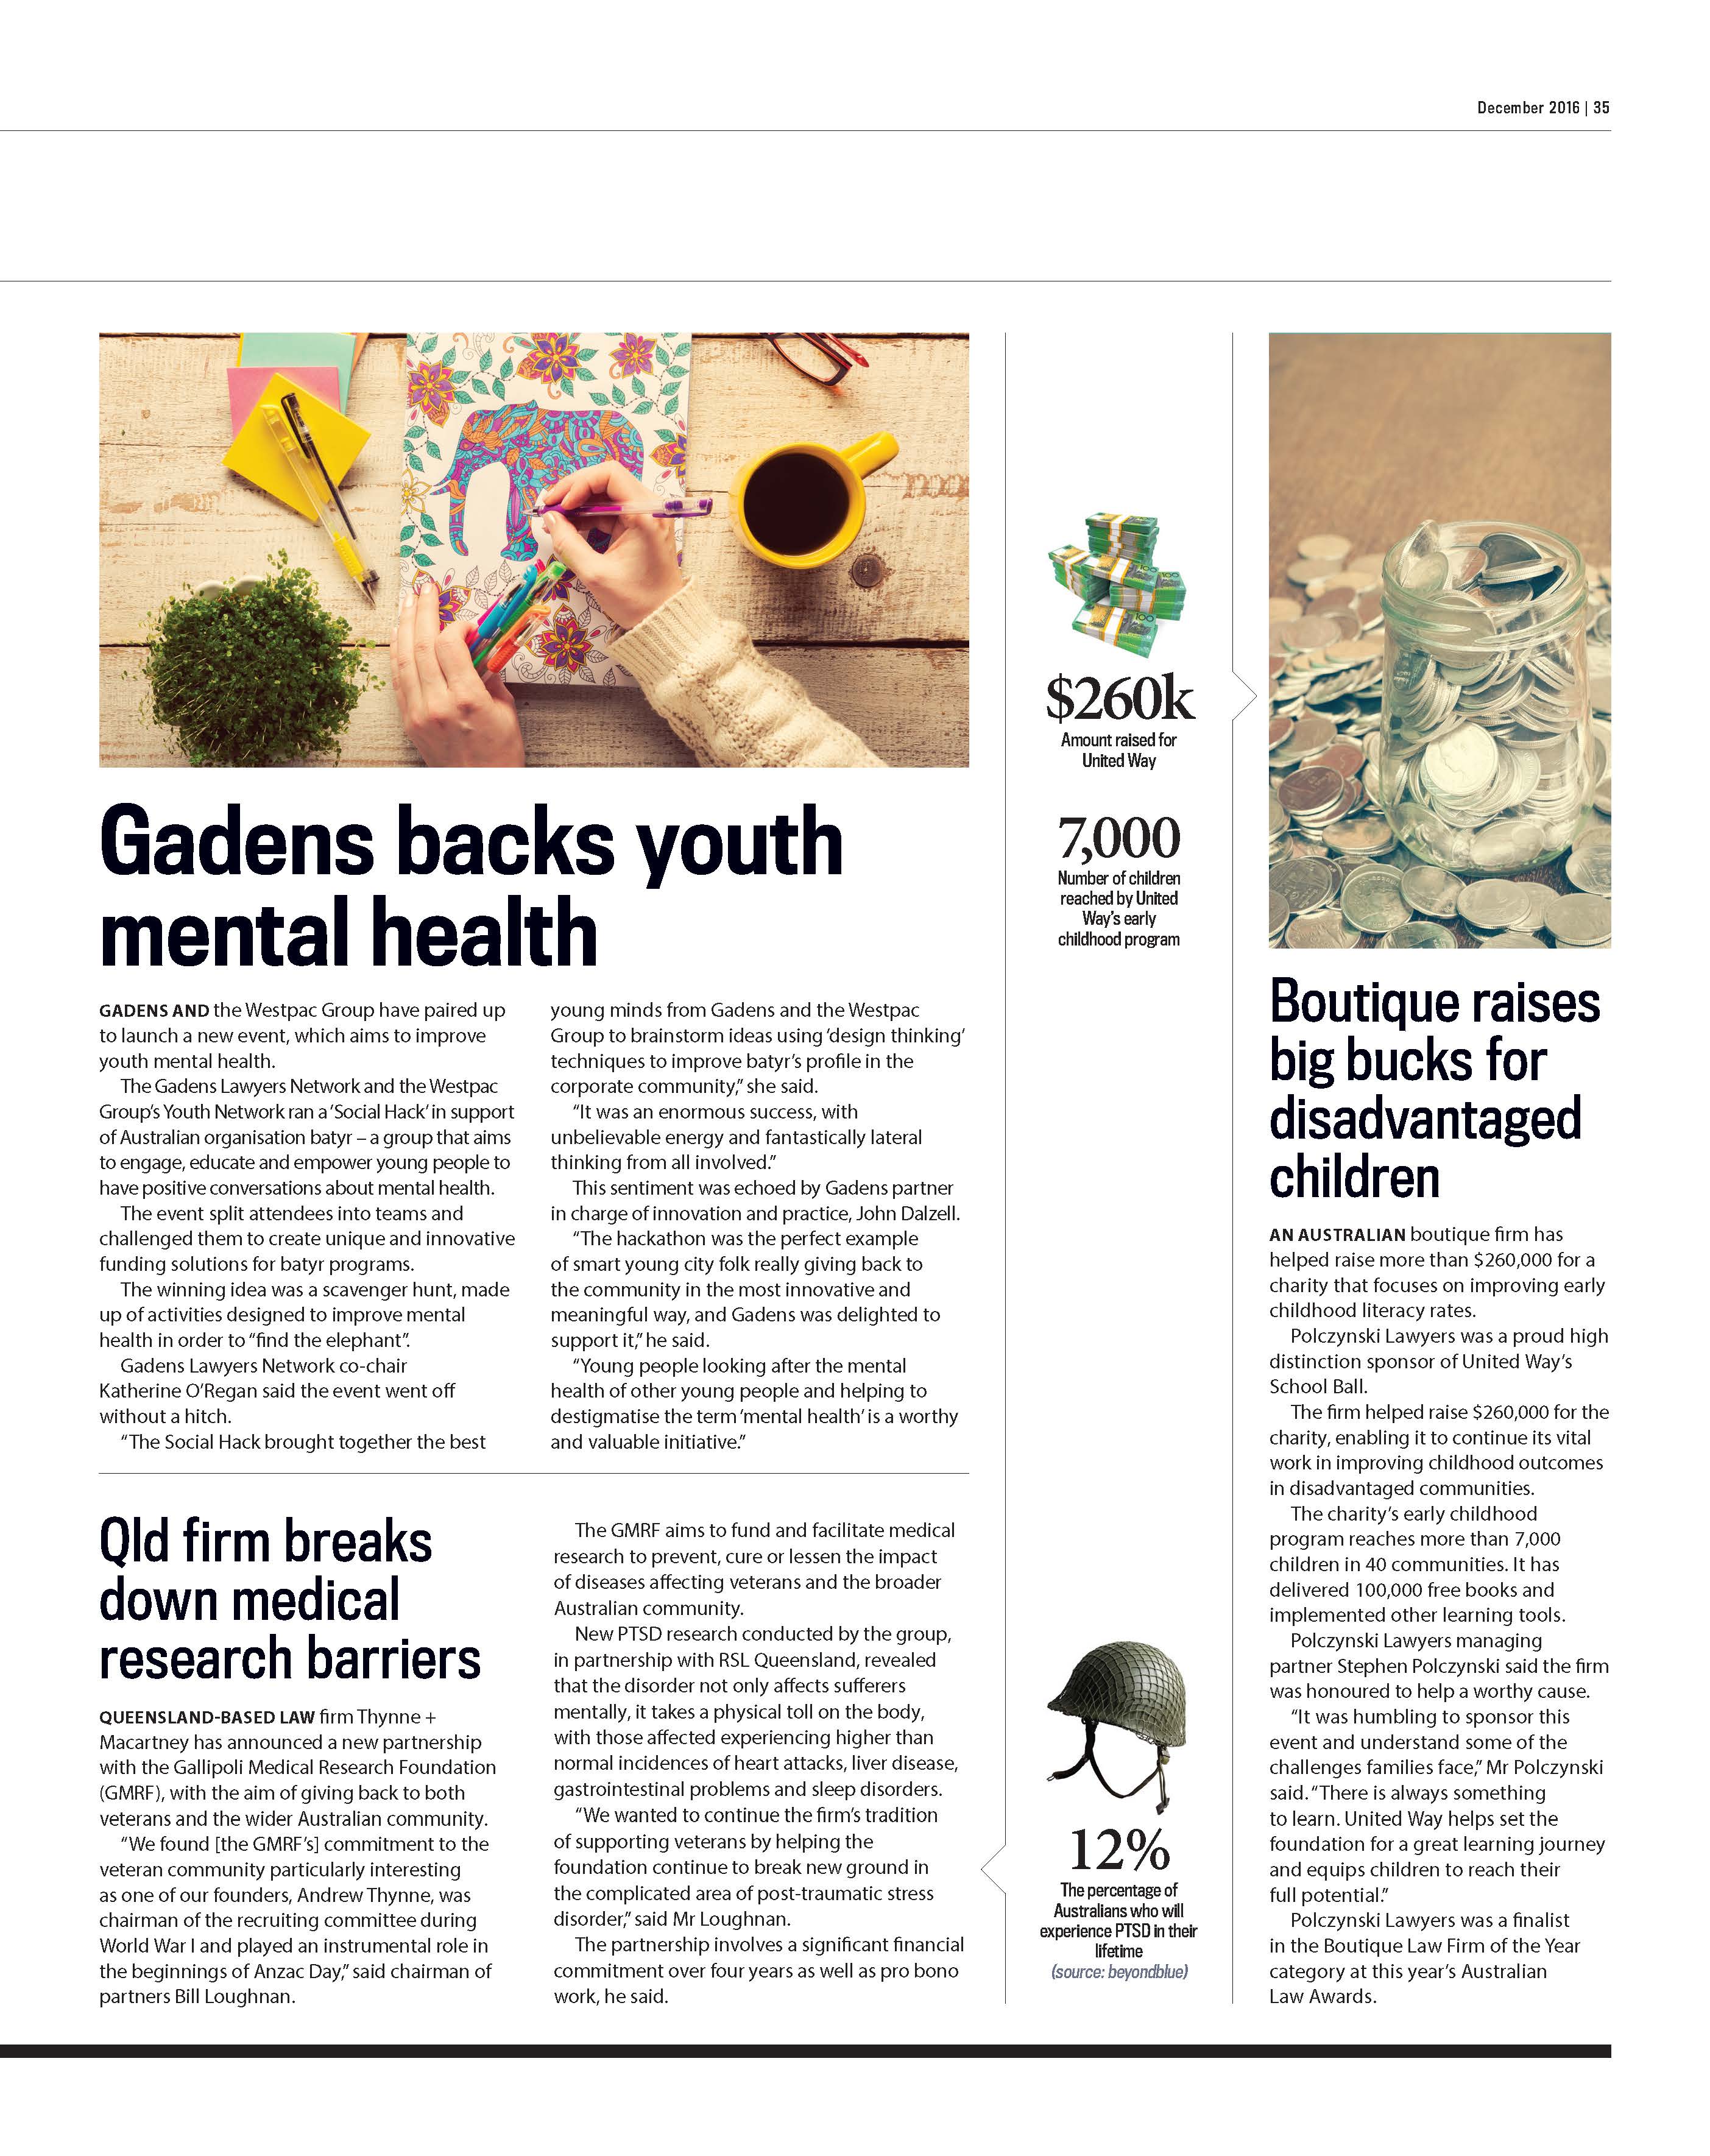 December 2016 | 35
Gadens backs youth
mental health
GADENS AND the Westpac Group have paired up
to launch a new event, which aims to improve
youth mental health.
The Gadens Lawyers Network and the Westpac
Group’s Youth Network ran a ‘Social Hack’ in support
of Australian organisation batyr – a group that aims
to engage, educate and empower young people to
have positive conversations about mental health.
The event split attendees into teams and
challenged them to create unique and innovative
funding solutions for batyr programs.
The winning idea was a scavenger hunt, made
up of activities designed to improve mental
health in order to “find the elephant”.
Gadens Lawyers Network co-chair
Katherine O’Regan said the event went off
without a hitch.
“The Social Hack brought together the best
young minds from Gadens and the Westpac
Group to brainstorm ideas using ‘design thinking’
techniques to improve batyr’s profile in the
corporate community,” she said.
“It was an enormous success, with
unbelievable energy and fantastically lateral
thinking from all involved.”
This sentiment was echoed by Gadens partner
in charge of innovation and practice, John Dalzell.
“The hackathon was the perfect example
of smart young city folk really giving back to
the community in the most innovative and
meaningful way, and Gadens was delighted to
support it,” he said.
“Young people looking after the mental
health of other young people and helping to
destigmatise the term ‘mental health’ is a worthy
and valuable initiative.”
Qld firm breaks
down medical
research barriers
QUEENSLAND-BASED LAW firm Thynne +
Macartney has announced a new partnership
with the Gallipoli Medical Research Foundation
(GMRF), with the aim of giving back to both
veterans and the wider Australian community.
“We found [the GMRF’s] commitment to the
veteran community particularly interesting
as one of our founders, Andrew Thynne, was
chairman of the recruiting committee during
World War I and played an instrumental role in
the beginnings of Anzac Day,” said chairman of
partners Bill Loughnan.
The GMRF aims to fund and facilitate medical
research to prevent, cure or lessen the impact
of diseases affecting veterans and the broader
Australian community.
New PTSD research conducted by the group,
in partnership with RSL Queensland, revealed
that the disorder not only affects sufferers
mentally, it takes a physical toll on the body,
with those affected experiencing higher than
normal incidences of heart attacks, liver disease,
gastrointestinal problems and sleep disorders.
“We wanted to continue the firm’s tradition
of supporting veterans by helping the
foundation continue to break new ground in
the complicated area of post-traumatic stress
disorder,” said Mr Loughnan.
The partnership involves a significant financial
commitment over four years as well as pro bono
work, he said.
$260k
Amount raised for
United Way
7,000
Number of children
reached by United
Way’s early
childhood program
12%
The percentage of
Australians who will
experience PTSD in their
lifetime
(source: beyondblue)
Boutique raises
big bucks for
disadvantaged
children
AN AUSTRALIAN boutique firm has
helped raise more than $260,000 for a
charity that focuses on improving early
childhood literacy rates.
Polczynski Lawyers was a proud high
distinction sponsor of United Way’s
School Ball.
The firm helped raise $260,000 for the
charity, enabling it to continue its vital
work in improving childhood outcomes
in disadvantaged communities.
The charity’s early childhood
program reaches more than 7,000
children in 40 communities. It has
delivered 100,000 free books and
implemented other learning tools.
Polczynski Lawyers managing
partner Stephen Polczynski said the firm
was honoured to help a worthy cause.
“It was humbling to sponsor this
event and understand some of the
challenges families face,” Mr Polczynski
said. “There is always something
to learn. United Way helps set the
foundation for a great learning journey
and equips children to reach their
full potential.”
Polczynski Lawyers was a finalist
in the Boutique Law Firm of the Year
category at this year’s Australian
Law Awards.